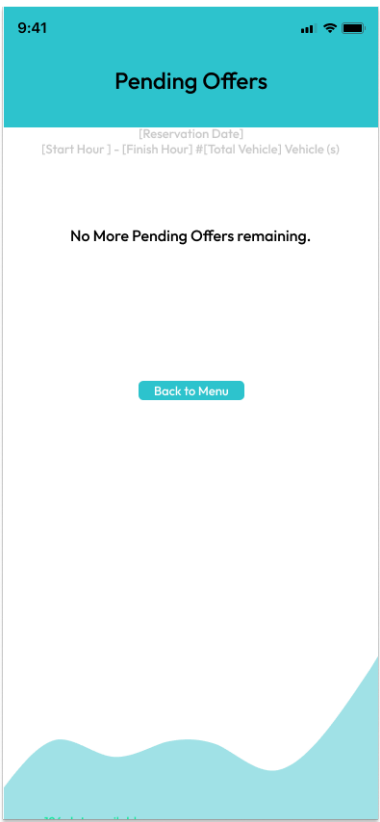 9:41
Pending Offers
[Reservation Date]
[Start Hour ] - [Finish Hour] #[Total Vehicle] Vehicle (s)
No More Pending Offers remaining.
Back to Menu